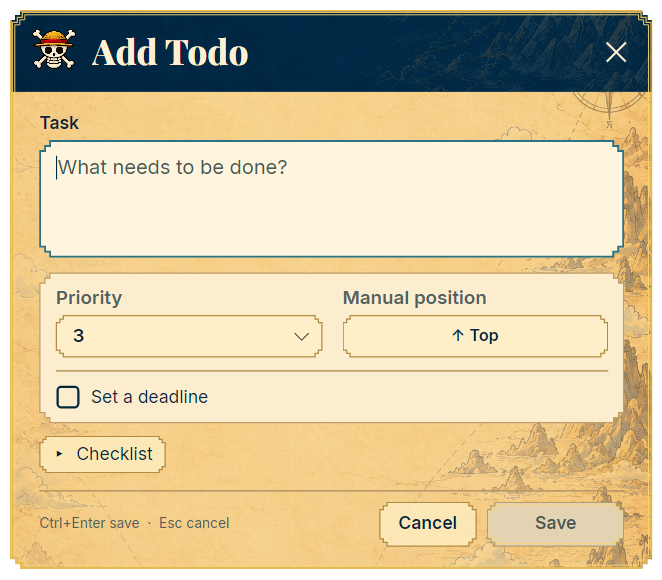 Add Todo
Task
What needs to be done?
Priority
Manual position
3
↑ Top
Set a deadline
Checklist
Ctrl+Enter save · Esc cancel
Cancel
Save